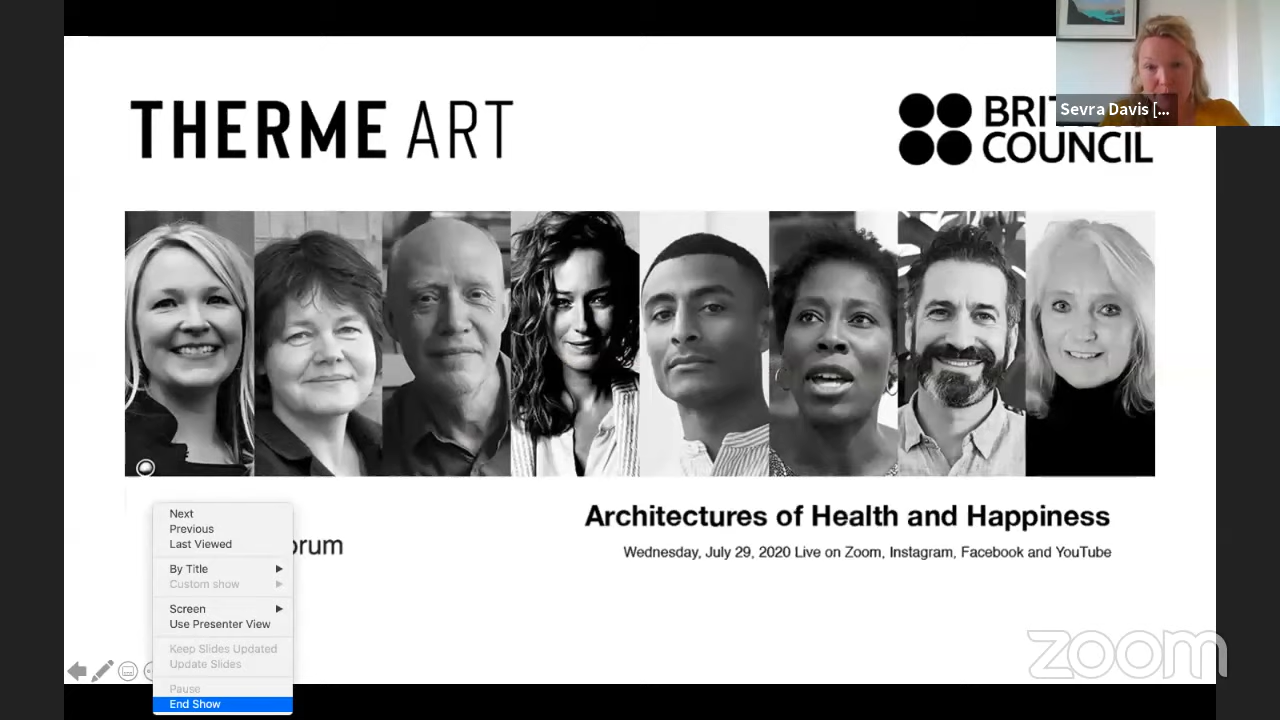 THERME ART
BRIT
COUNCIL
Sevra Davis [...
Architectures of Health and Happiness
Wednesday, July 29, 2020 Live on Zoom, Instagram, Facebook and YouTube
orum
Next
Previous
Last Viewed
By Title
Custom show
Screen
Use Presenter View
Keep Slides Updated
Update Slides
Pause
End Show
zoom